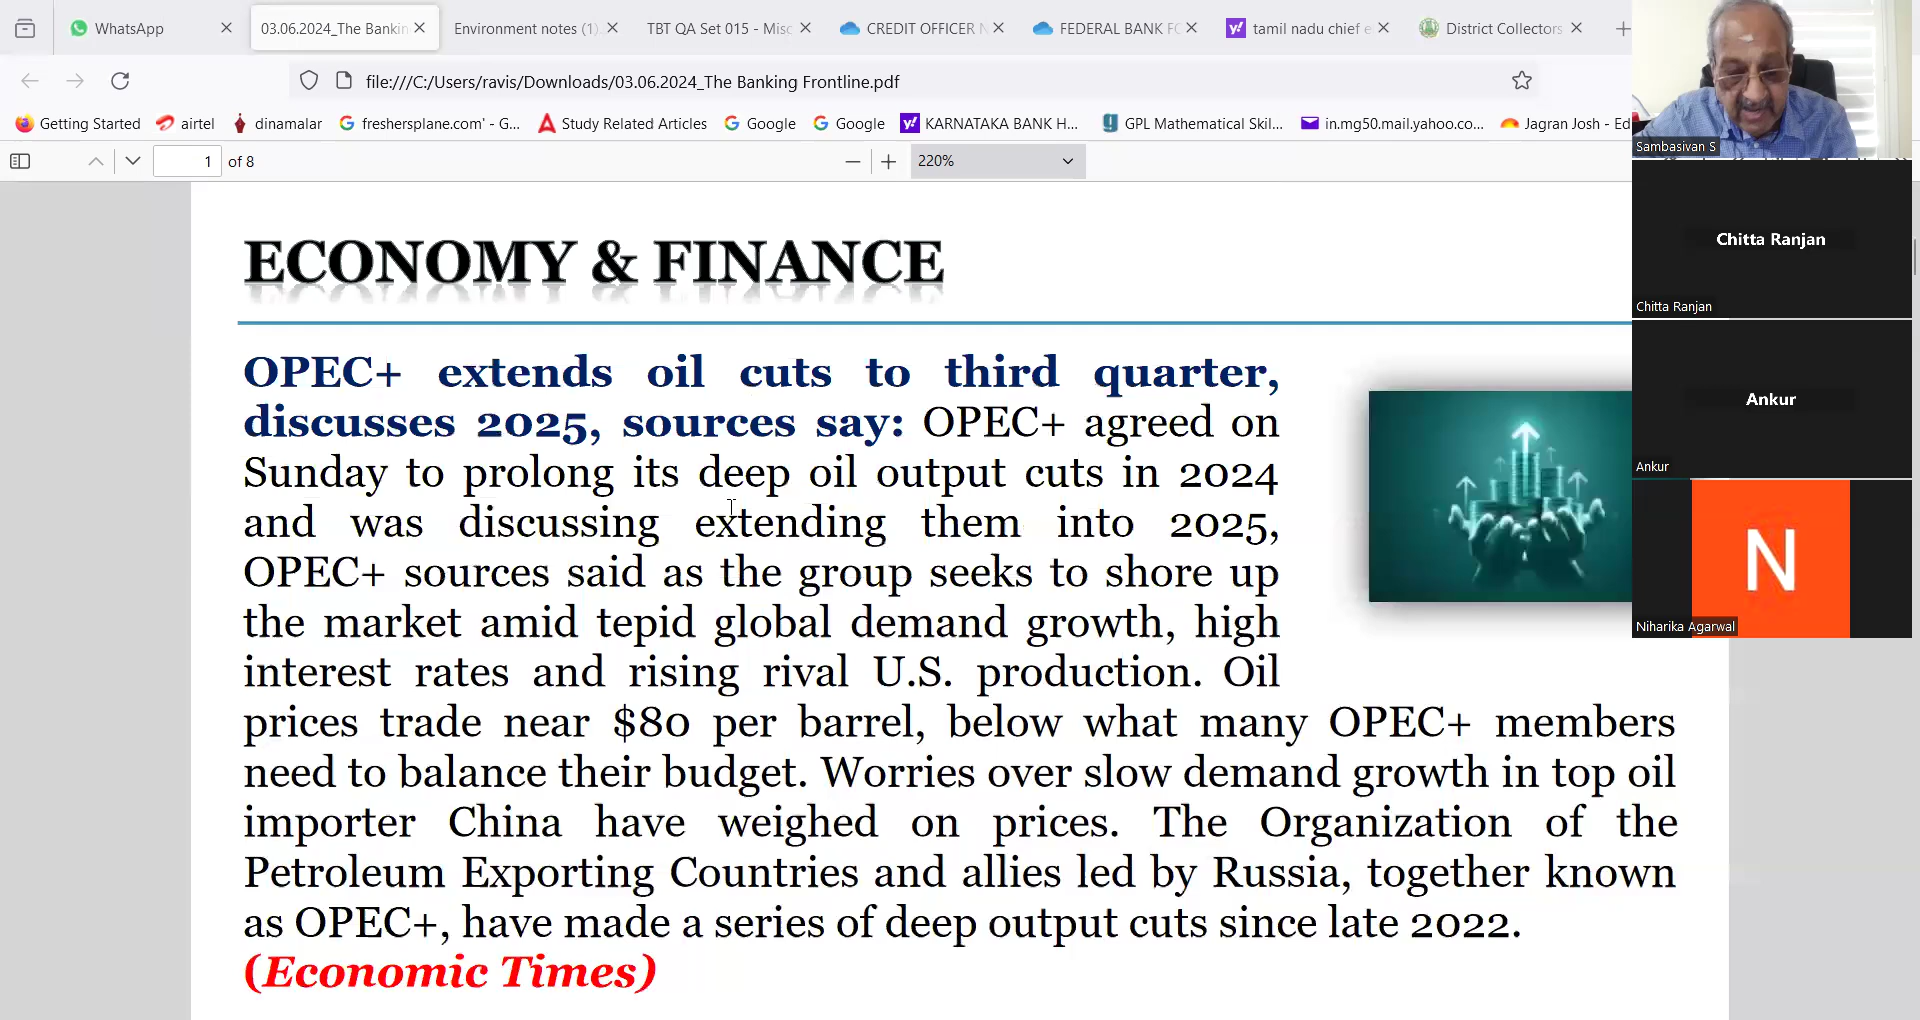 WhatsApp
03.06.2024_The Bankin
Environment notes (1)
TBT QA Set 015 - Misc
CREDIT OFFICER N
FEDERAL BANK FO
tamil nadu chief e
District Collectors
file:///C:/Users/ravis/Downloads/03.06.2024_The Banking Frontline.pdf
Getting Started
airtel
dinamalar
freshersplane.com' - G...
Study Related Articles
Google
Google
KARNATAKA BANK H...
GPL Mathematical Skil...
in.mg50.mail.yahoo.co...
Jagran Josh - Ed
1 of 8
220%
ECONOMY & FINANCE
OPEC+ extends oil cuts to third quarter,
discusses 2025, sources say: OPEC+ agreed on
Sunday to prolong its deep oil output cuts in 2024
and was discussing extending them into 2025,
OPEC+ sources said as the group seeks to shore up
the market amid tepid global demand growth, high
interest rates and rising rival U.S. production. Oil
prices trade near $80 per barrel, below what many OPEC+ members
need to balance their budget. Worries over slow demand growth in top oil
importer China have weighed on prices. The Organization of the
Petroleum Exporting Countries and allies led by Russia, together known
as OPEC+, have made a series of deep output cuts since late 2022.
(Economic Times)
Sambasivan S
Chitta Ranjan
Chitta Ranjan
Ankur
Ankur
N
Niharika Agarwal